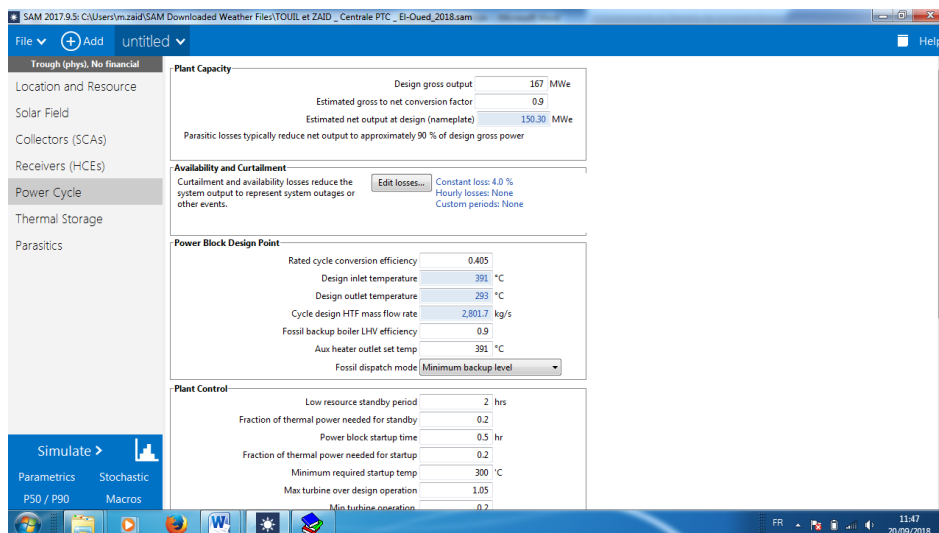 SAM 2017.9.5: C:\Users\m.zaid\SAM Downloaded Weather Files\TOUIL et ZAID _ Centrale PTC _ El-Oued_2018.sam
File Add untitled Help
Trough (phys), No financial
Location and Resource
Solar Field
Collectors (SCAs)
Receivers (HCEs)
Power Cycle
Thermal Storage
Parasitics
Simulate >
Parametrics Stochastic
P50 / P90 Macros
Plant Capacity
Design gross output 167 MWe
Estimated gross to net conversion factor 0.9
Estimated net output at design (nameplate) 150.30 MWe
Parasitic losses typically reduce net output to approximately 90 % of design gross power
Availability and Curtailment
Curtailment and availability losses reduce the
system output to represent system outages or
other events.
Edit losses...
Constant loss: 4.0 %
Hourly losses: None
Custom periods: None
Power Block Design Point
Rated cycle conversion efficiency 0.405
Design inlet temperature 391 °C
Design outlet temperature 293 °C
Cycle design HTF mass flow rate 2,801.7 kg/s
Fossil backup boiler LHV efficiency 0.9
Aux heater outlet set temp 391 °C
Fossil dispatch mode Minimum backup level
Plant Control
Low resource standby period 2 hrs
Fraction of thermal power needed for standby 0.2
Power block startup time 0.5 hr
Fraction of thermal power needed for startup 0.2
Minimum required startup temp 300 °C
Max turbine over design operation 1.05
Min turbine operation 0.2
FR 11:47
20/09/2018